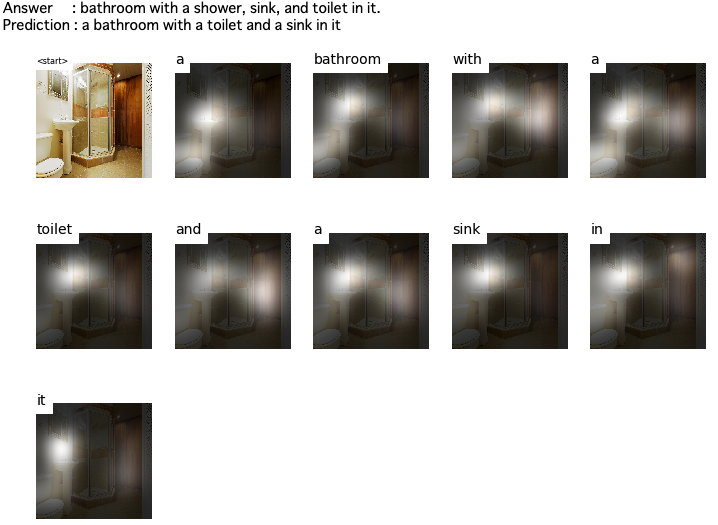 Answer : bathroom with a shower, sink, and toilet in it.
Prediction : a bathroom with a toilet and a sink in it
<start> a bathroom with a
toilet and a sink in
it